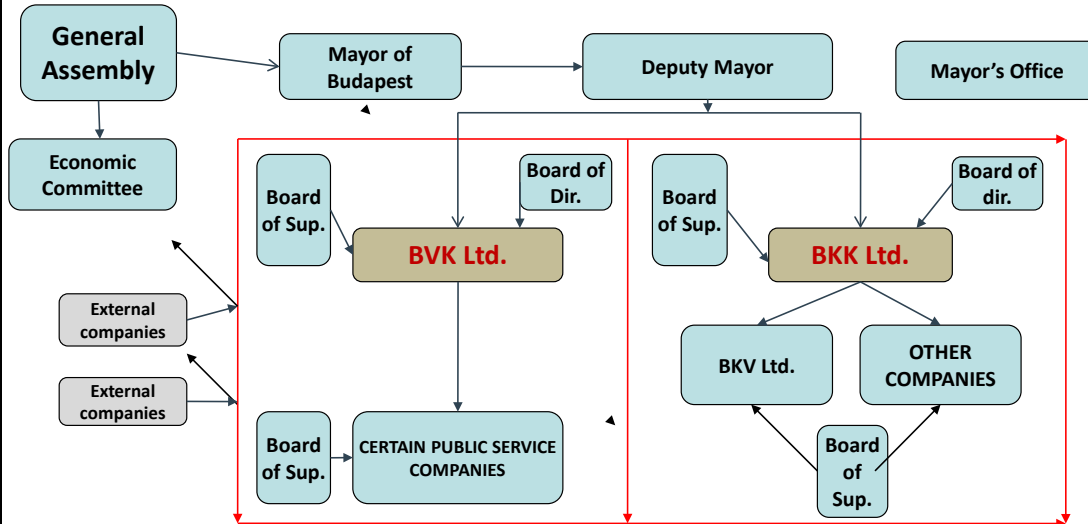 General
Assembly
Mayor of
Budapest
Deputy Mayor
Mayor's Office
Economic
Committee
Board
of Sup.
Board of
Dir.
Board
of Sup.
Board of
dir.
BVK Ltd.
BKK Ltd.
External
companies
BKV Ltd.
OTHER
COMPANIES
External
companies
Board
of Sup.
CERTAIN PUBLIC SERVICE
COMPANIES
Board
of
Sup.